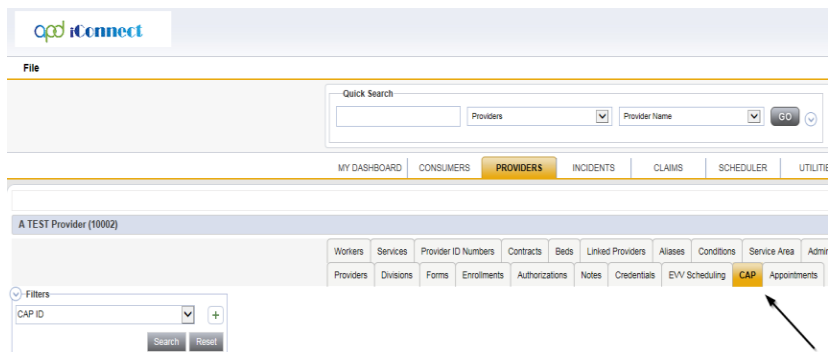 apd iConnect
File
Quick Search
Providers Provider Name GO
MY DASHBOARD CONSUMERS PROVIDERS INCIDENTS CLAIMS SCHEDULER UTILITIE
A TEST Provider (10002)
Workers Services Provider ID Numbers Contracts Beds Linked Providers Aliases Conditions Service Area Admin
Providers Divisions Forms Enrollments Authorizations Notes Credentials EVV Scheduling CAP Appointments
Filters
CAP ID +
Search Reset